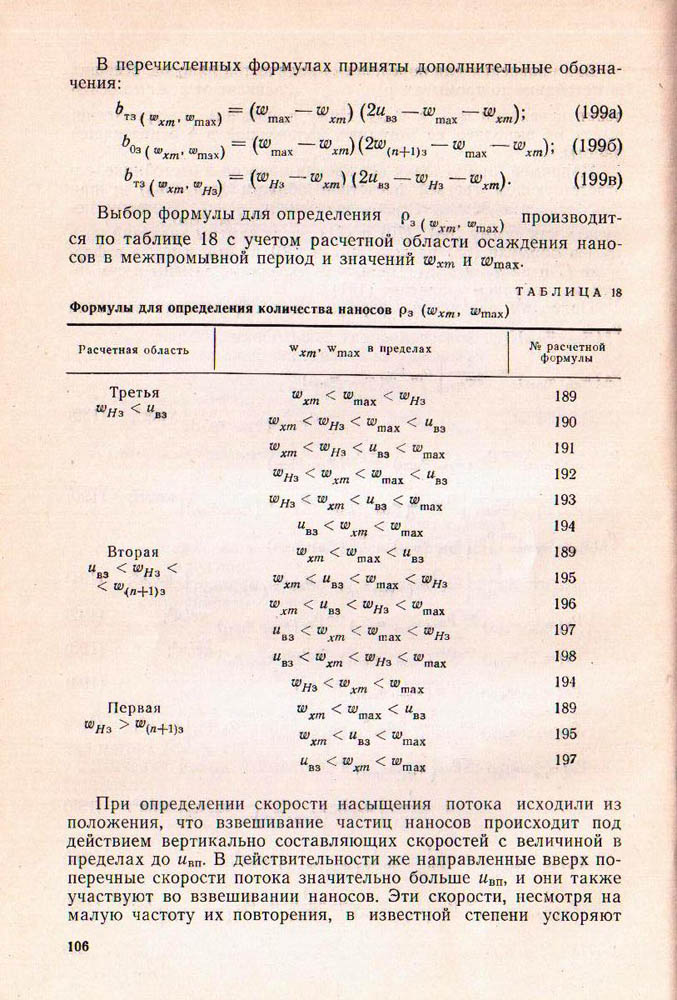 В перечисленных формулах приняты дополнительные обозна-
чения:
b_тз (w_xm, w_max) = (w_max — w_xm) (2u_вз — w_max — w_xm); (199а)
b_0з (w_xm, w_max) = (w_max — w_xm) (2w_(n+1)з — w_max — w_xm); (199б)
b_тз (w_xm, w_Hз) = (w_Hз — w_xm) (2u_вз — w_Hз — w_xm). (199в)
Выбор формулы для определения ρ_з (w_xm, w_max) производит-
ся по таблице 18 с учетом расчетной области осаждения нано-
сов в межпромывной период и значений w_xm и w_max.
ТАБЛИЦА 18
Формулы для определения количества наносов ρ_з (w_xm, w_max)
Расчетная область | w_xm, w_max в пределах | № расчетной
формулы
Третья w_xm < w_max < w_Hз 189
w_Hз < u_вз w_xm < w_Hз < w_max < u_вз 190
w_xm < w_Hз < u_вз < w_max 191
w_Hз < w_xm < w_max < u_вз 192
w_Hз < w_xm < u_вз < w_max 193
u_вз < w_xm < w_max 194
Вторая w_xm < w_max < u_вз 189
u_вз < w_Hз < w_xm < u_вз < w_max < w_Hз 195
< w_(n+1)з w_xm < u_вз < w_Hз < w_max 196
u_вз < w_xm < w_max < w_Hз 197
u_вз < w_xm < w_Hз < w_max 198
w_Hз < w_xm < w_max 194
Первая w_xm < w_max < u_вз 189
w_Hз > w_(n+1)з w_xm < u_вз < w_max 195
u_вз < w_xm < w_max 197
При определении скорости насыщения потока исходили из
положения, что взвешивание частиц наносов происходит под
действием вертикально составляющих скоростей с величиной в
пределах до u_вп. В действительности же направленные вверх по-
перечные скорости потока значительно больше u_вп, и они также
участвуют во взвешивании наносов. Эти скорости, несмотря на
малую частоту их повторения, в известной степени ускоряют
106